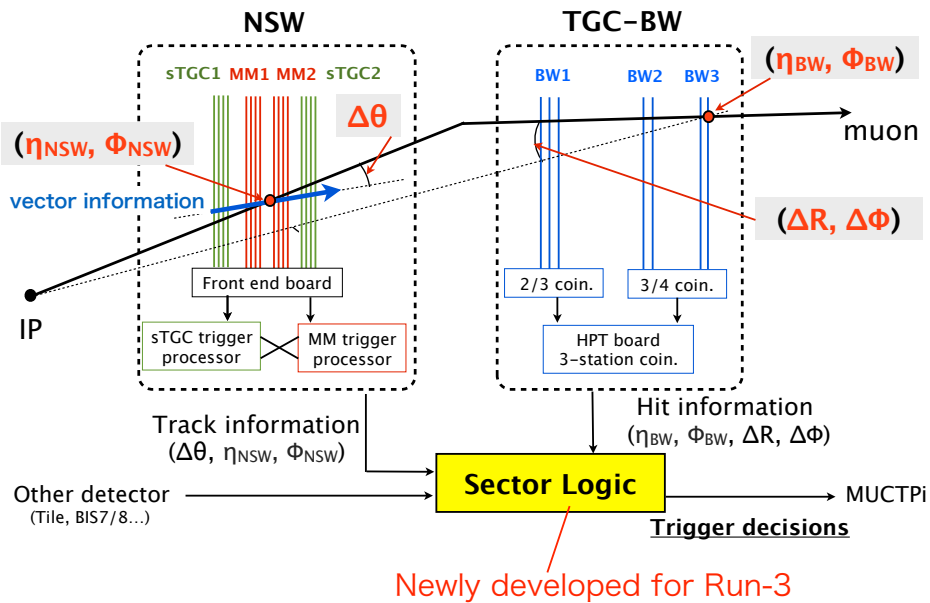 NSW
TGC-BW
sTGC1 MM1 MM2 sTGC2
BW1 BW2 BW3
(ηBW, ΦBW)
Δθ
muon
(ηNSW, ΦNSW)
vector information
(ΔR, ΔΦ)
IP
Front end board
2/3 coin.
3/4 coin.
sTGC trigger
processor
MM trigger
processor
HPT board
3-station coin.
Track information
(Δθ, ηNSW, ΦNSW)
Hit information
(ηBW, ΦBW, ΔR, ΔΦ)
Other detector
(Tile, BIS7/8...)
Sector Logic
MUCTPi
Trigger decisions
Newly developed for Run-3